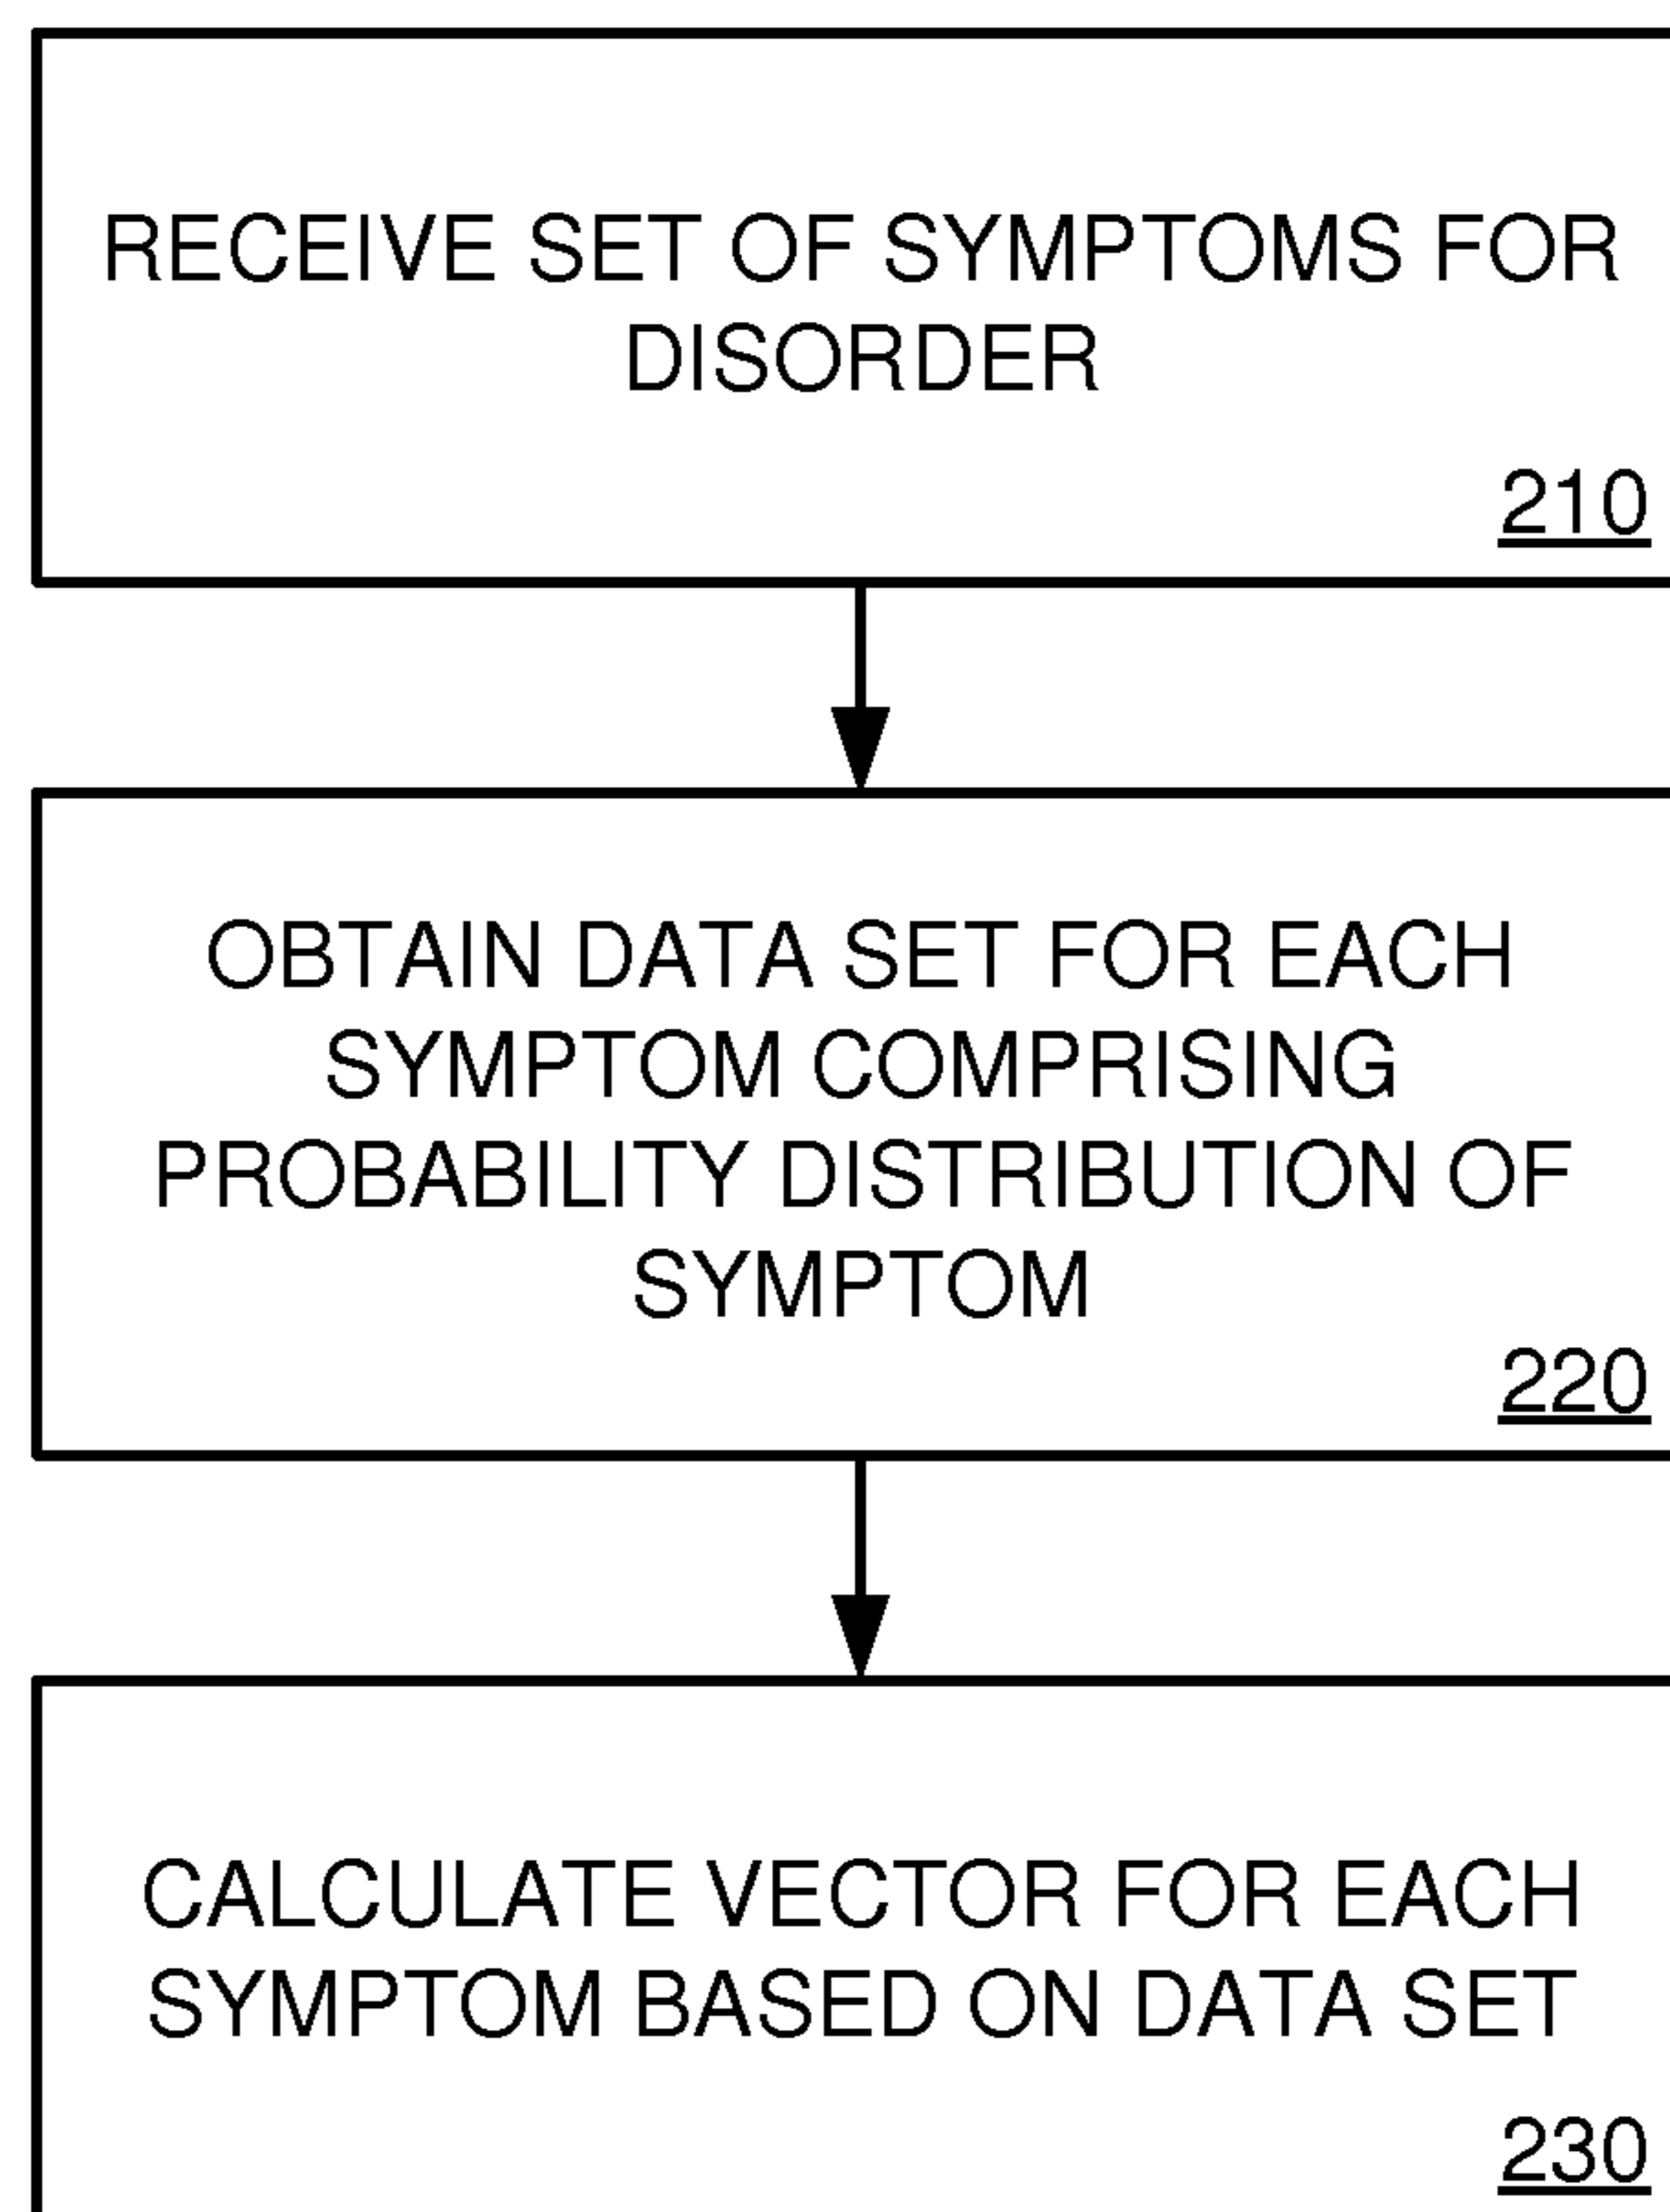 RECEIVE SET OF SYMPTOMS FOR
DISORDER
210
OBTAIN DATA SET FOR EACH
SYMPTOM COMPRISING
PROBABILITY DISTRIBUTION OF
SYMPTOM
220
CALCULATE VECTOR FOR EACH
SYMPTOM BASED ON DATA SET
230